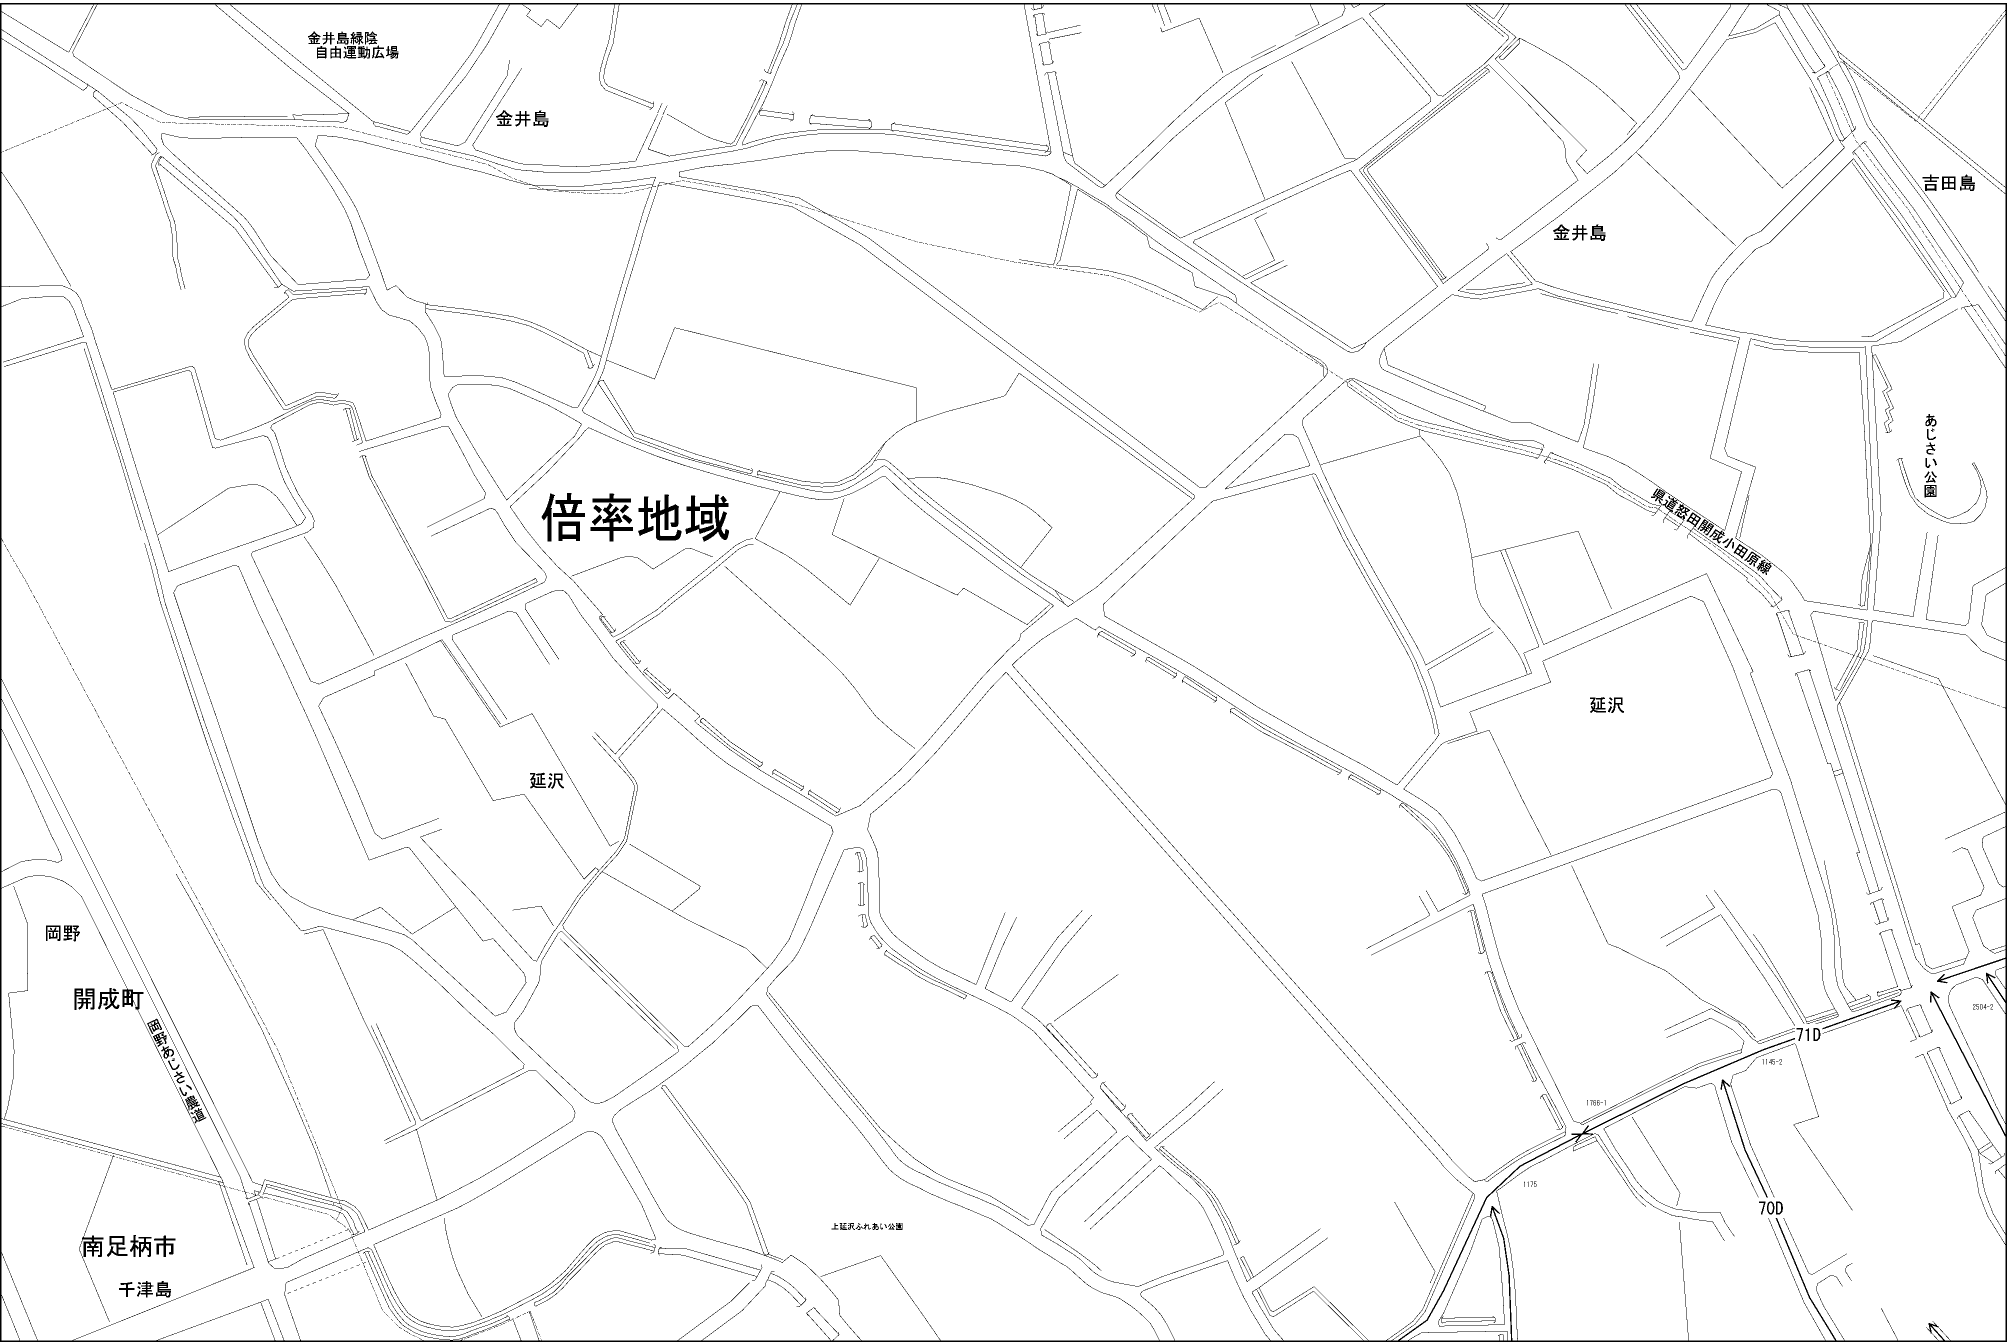 金井島緑陰
自由運動広場
金井島
吉田島
金井島
あじさい公園
倍率地域
県道怒田開成小田原線
延沢
延沢
岡野
開成町
岡野あじさい農道
2504-2
71D
1145-2
1766-1
1175
70D
上延沢ふれあい公園
南足柄市
千津島